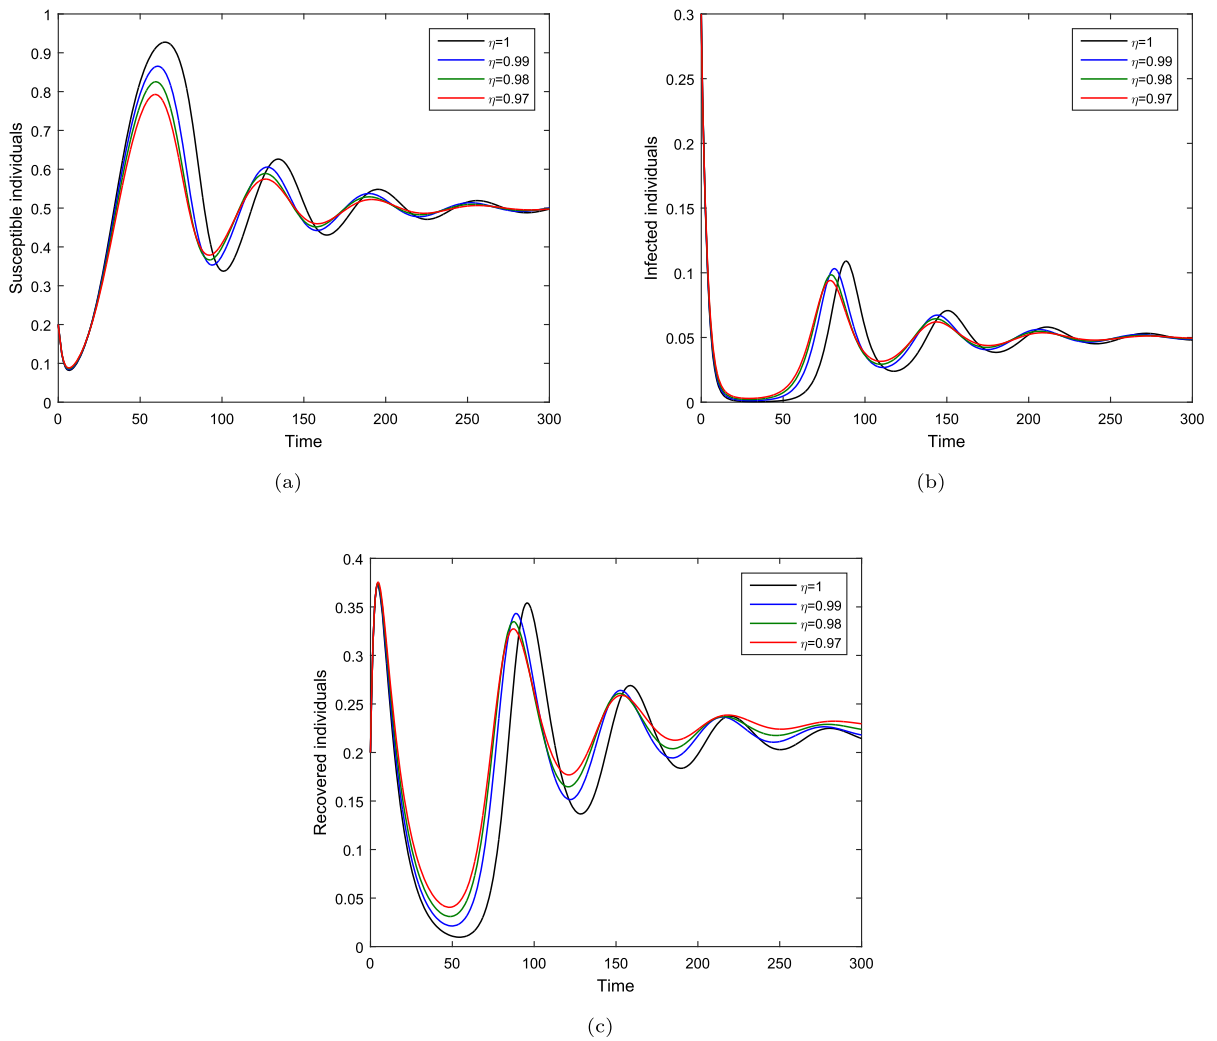 1
0.9
0.8
0.7
0.6
0.5
0.4
0.3
0.2
0.1
0
0 50 100 150 200 250 300
Susceptible individuals
Time
η=1
η=0.99
η=0.98
η=0.97
(a)
0.3
0.25
0.2
0.15
0.1
0.05
0
0 50 100 150 200 250 300
Infected individuals
Time
η=1
η=0.99
η=0.98
η=0.97
(b)
0.4
0.35
0.3
0.25
0.2
0.15
0.1
0.05
0
0 50 100 150 200 250 300
Recovered individuals
Time
η=1
η=0.99
η=0.98
η=0.97
(c)